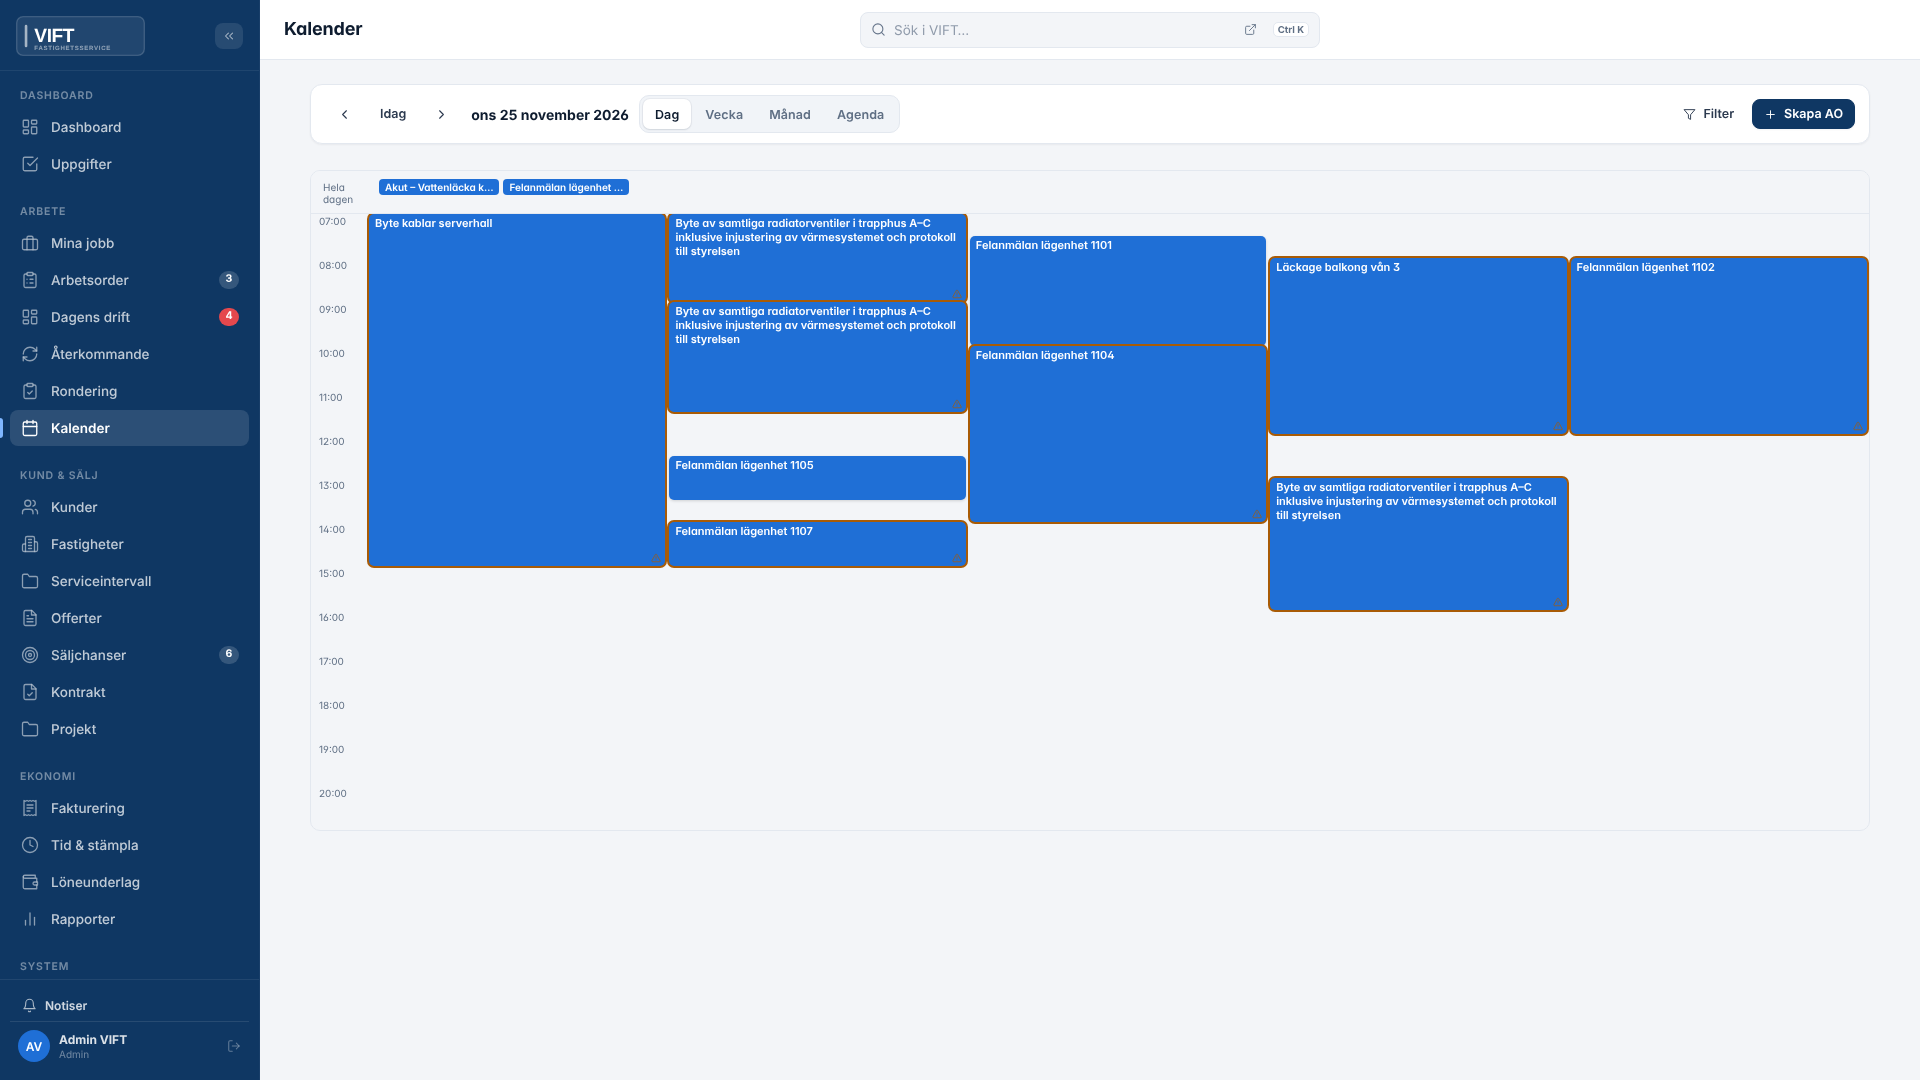 VIFT
FASTIGHETSSERVICE
DASHBOARD
Dashboard
Uppgifter
ARBETE
Mina jobb
Arbetsorder 3
Dagens drift 4
Återkommande
Rondering
Kalender
KUND & SÄLJ
Kunder
Fastigheter
Serviceintervall
Offerter
Säljchanser 6
Kontrakt
Projekt
EKONOMI
Fakturering
Tid & stämpla
Löneunderlag
Rapporter
SYSTEM
Notiser
AV
Admin VIFT
Admin
Kalender
Sök i VIFT...
Ctrl K
Idag
ons 25 november 2026
Dag
Vecka
Månad
Agenda
Filter
Skapa AO
Hela
dagen
Akut – Vattenläcka k...
Felanmälan lägenhet ...
07:00
08:00
09:00
10:00
11:00
12:00
13:00
14:00
15:00
16:00
17:00
18:00
19:00
20:00
Byte kablar serverhall
Byte av samtliga radiatorventiler i trapphus A–C
inklusive injustering av värmesystemet och protokoll
till styrelsen
Byte av samtliga radiatorventiler i trapphus A–C
inklusive injustering av värmesystemet och protokoll
till styrelsen
Felanmälan lägenhet 1105
Felanmälan lägenhet 1107
Felanmälan lägenhet 1101
Felanmälan lägenhet 1104
Läckage balkong vån 3
Byte av samtliga radiatorventiler i trapphus A–C
inklusive injustering av värmesystemet och protokoll
till styrelsen
Felanmälan lägenhet 1102